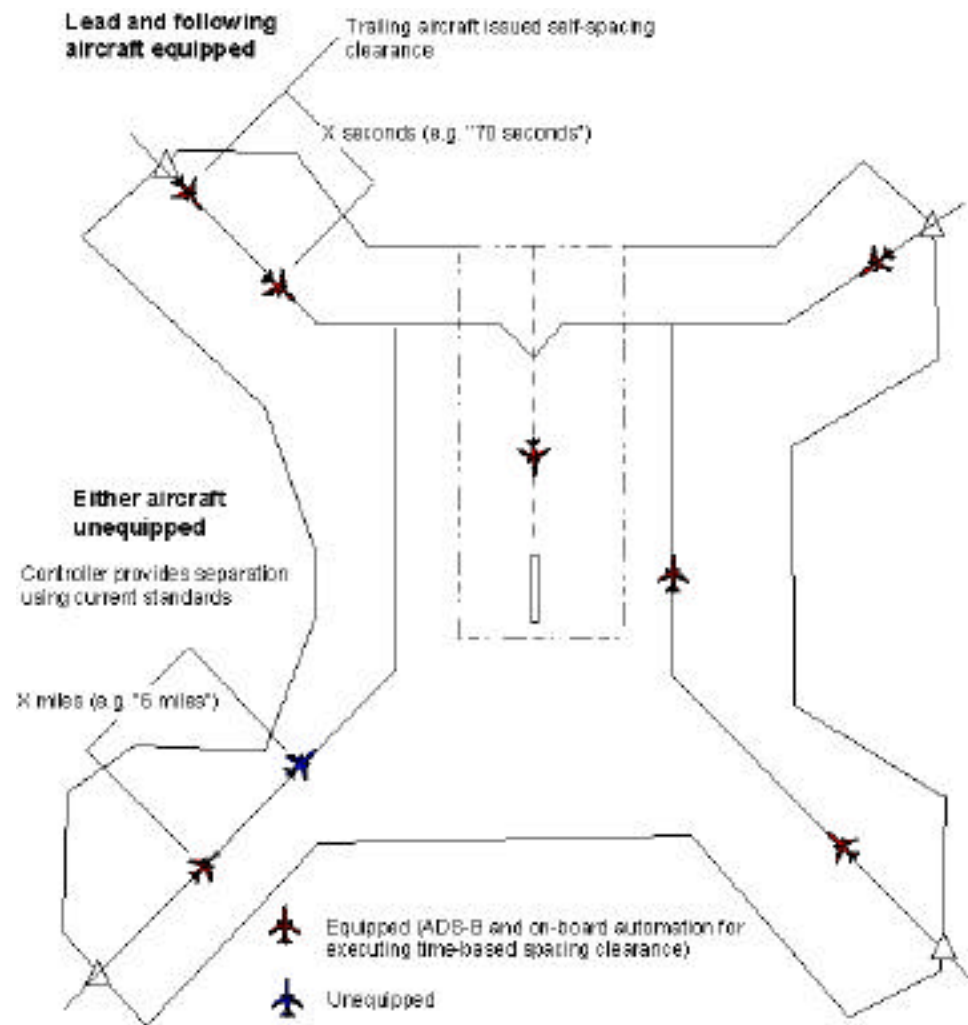 Lead and following
aircraft equipped
Trailing aircraft issued self-spacing
clearance
X seconds (e.g. "70 seconds")
Either aircraft
unequipped
Controller provides separation
using current standards
X miles (e.g. "6 miles")
Equipped (ADS-B and on-board automation for
executing time-based spacing clearance)
Unequipped